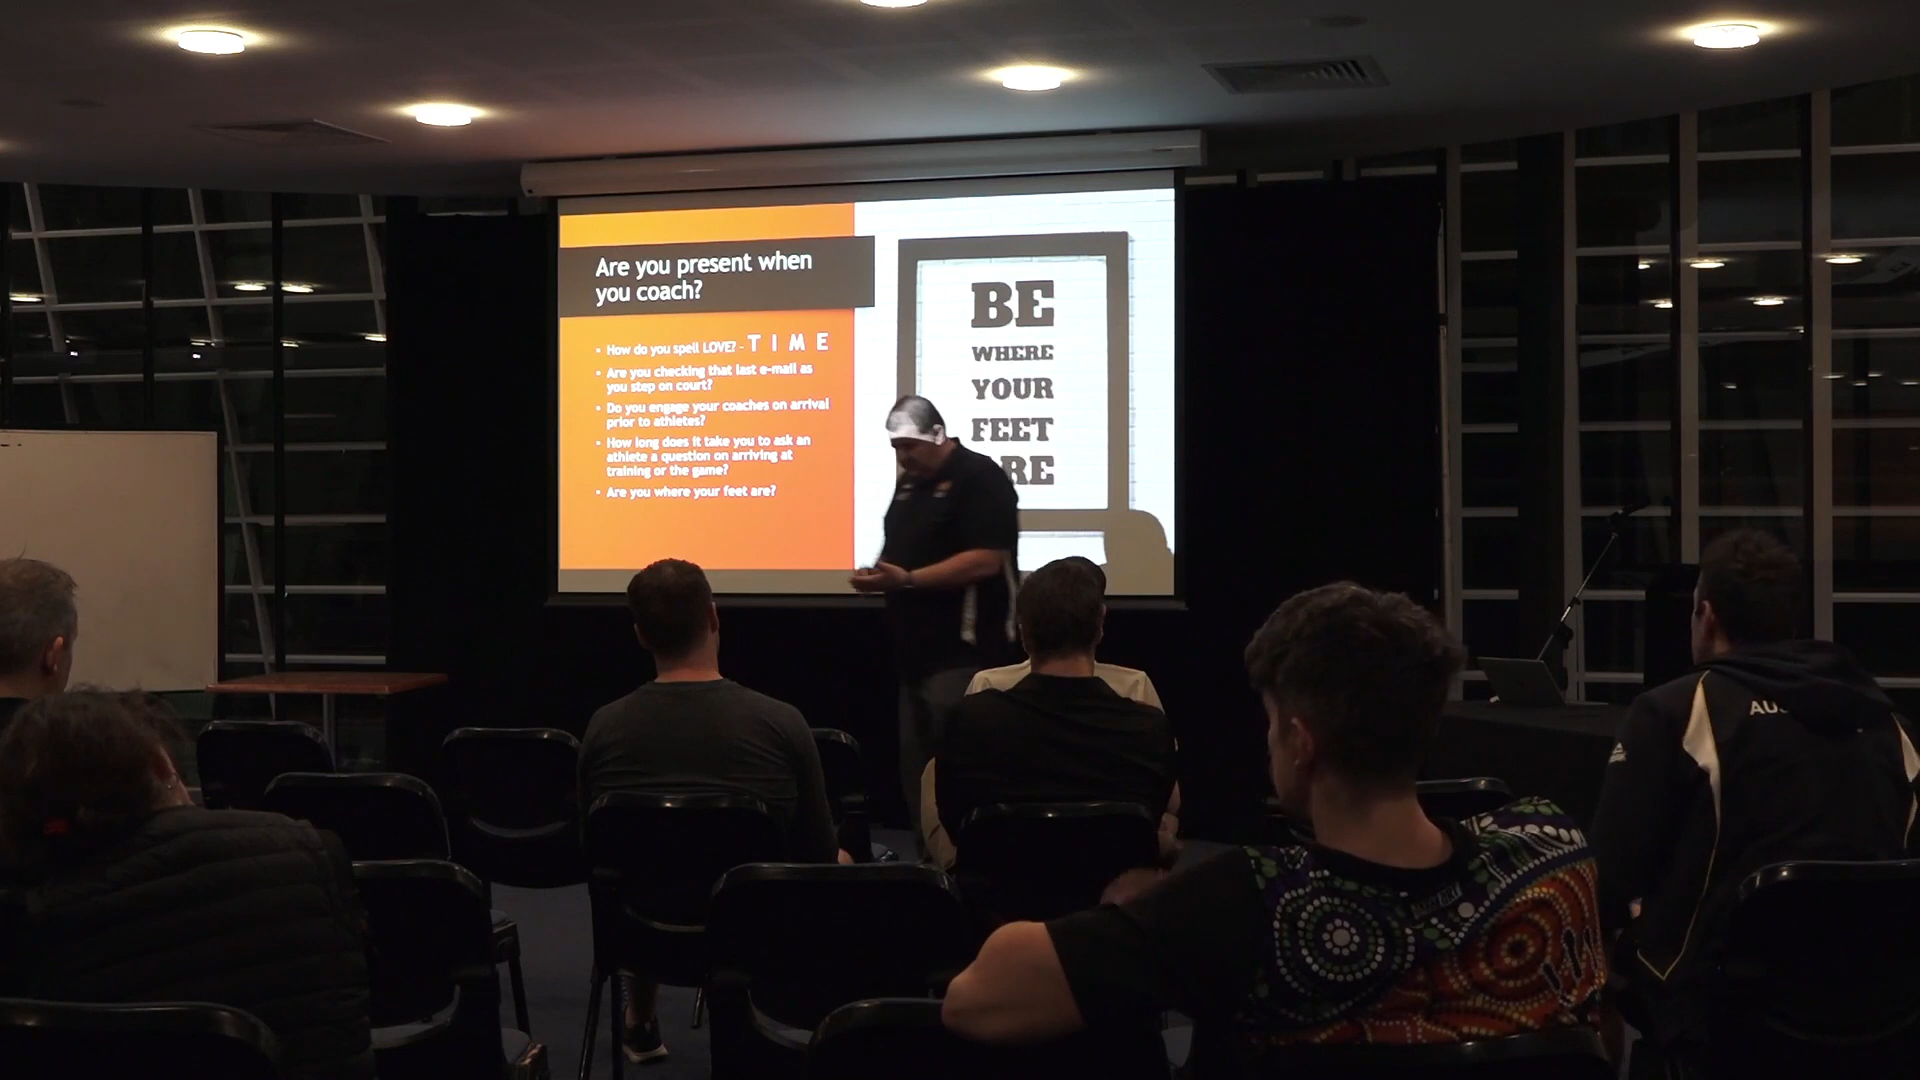 Are you present when
you coach?
• How do you spell LOVE? - T I M E
• Are you checking that last e-mail as
you step on court?
• Do you engage your coaches on arrival
prior to athletes?
• How long does it take you to ask an
athlete a question on arriving at
training or the game?
• Are you where your feet are?
BE
WHERE
YOUR
FEET
RE
AUS